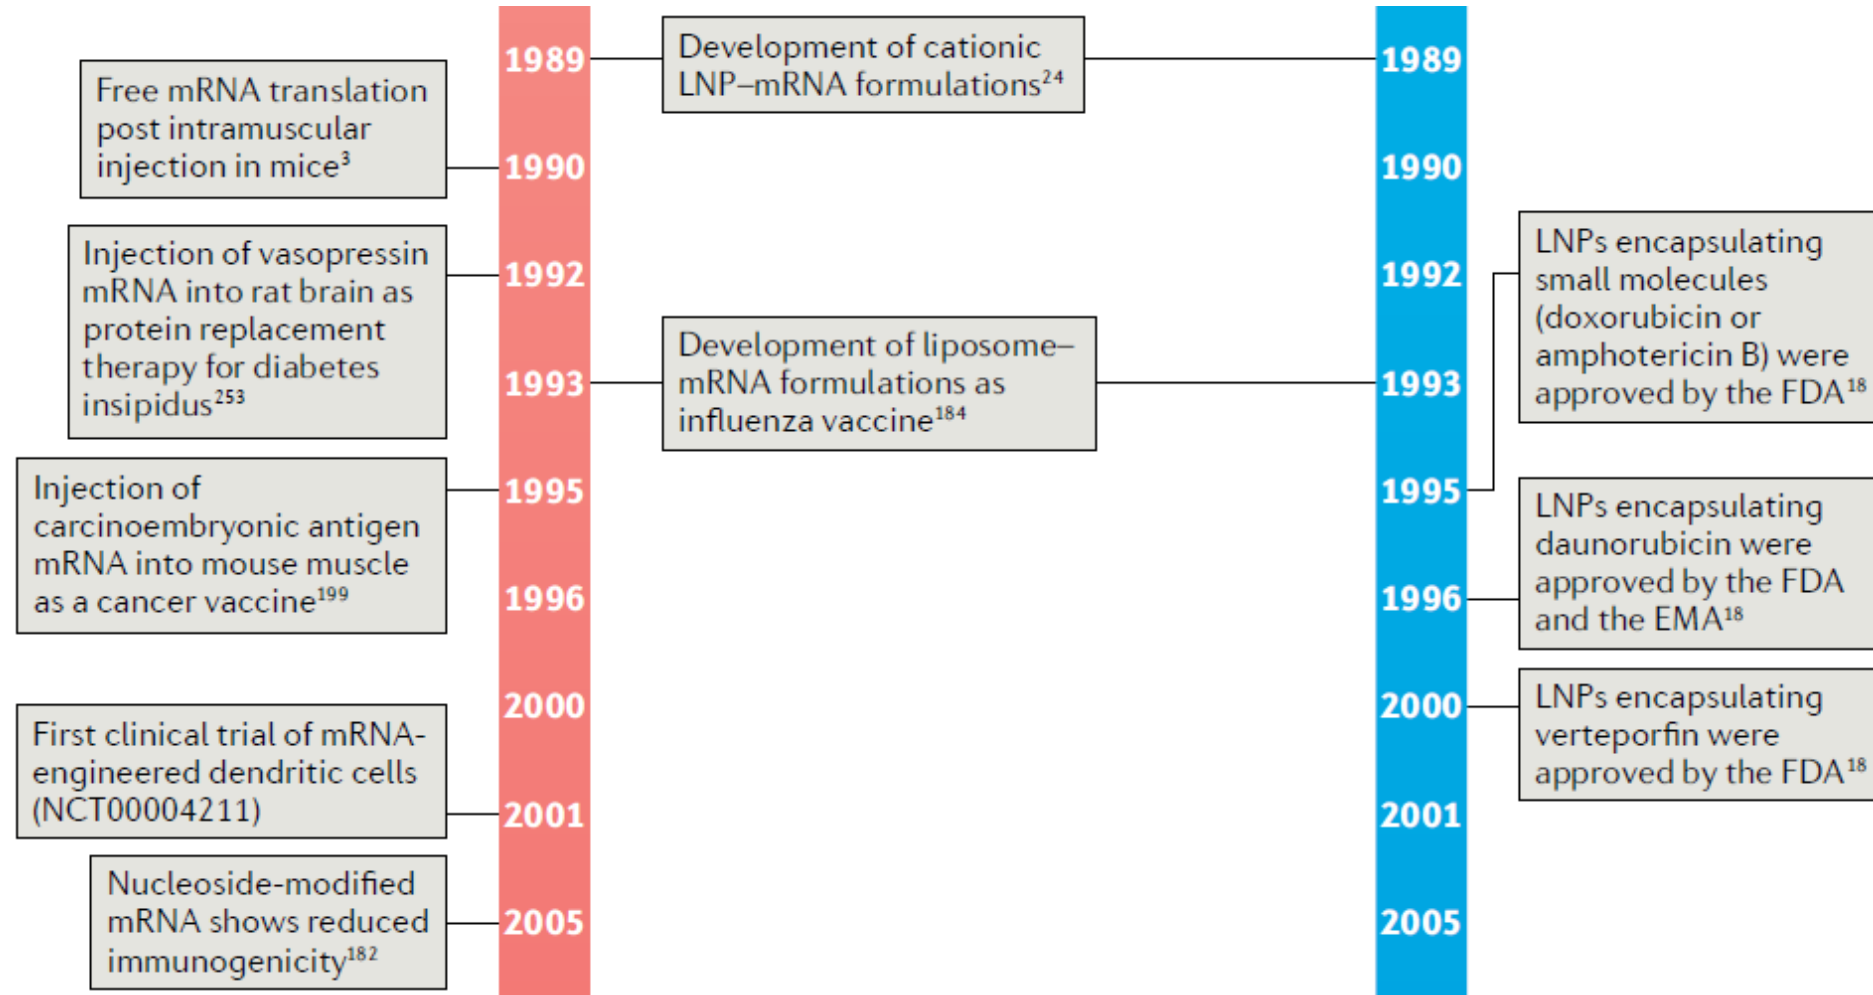 1989
Development of cationic
LNP–mRNA formulations24
1989
Free mRNA translation
post intramuscular
injection in mice3
1990
1990
Injection of vasopressin
mRNA into rat brain as
protein replacement
therapy for diabetes
insipidus253
1992
1992
LNPs encapsulating
small molecules
(doxorubicin or
amphotericin B) were
approved by the FDA18
1993
Development of liposome–
mRNA formulations as
influenza vaccine184
1993
Injection of
carcinoembryonic antigen
mRNA into mouse muscle
as a cancer vaccine199
1995
1995
LNPs encapsulating
daunorubicin were
approved by the FDA
and the EMA18
1996
1996
2000
2000
LNPs encapsulating
verteporfin were
approved by the FDA18
First clinical trial of mRNA-
engineered dendritic cells
(NCT00004211)
2001
2001
Nucleoside-modified
mRNA shows reduced
immunogenicity182
2005
2005